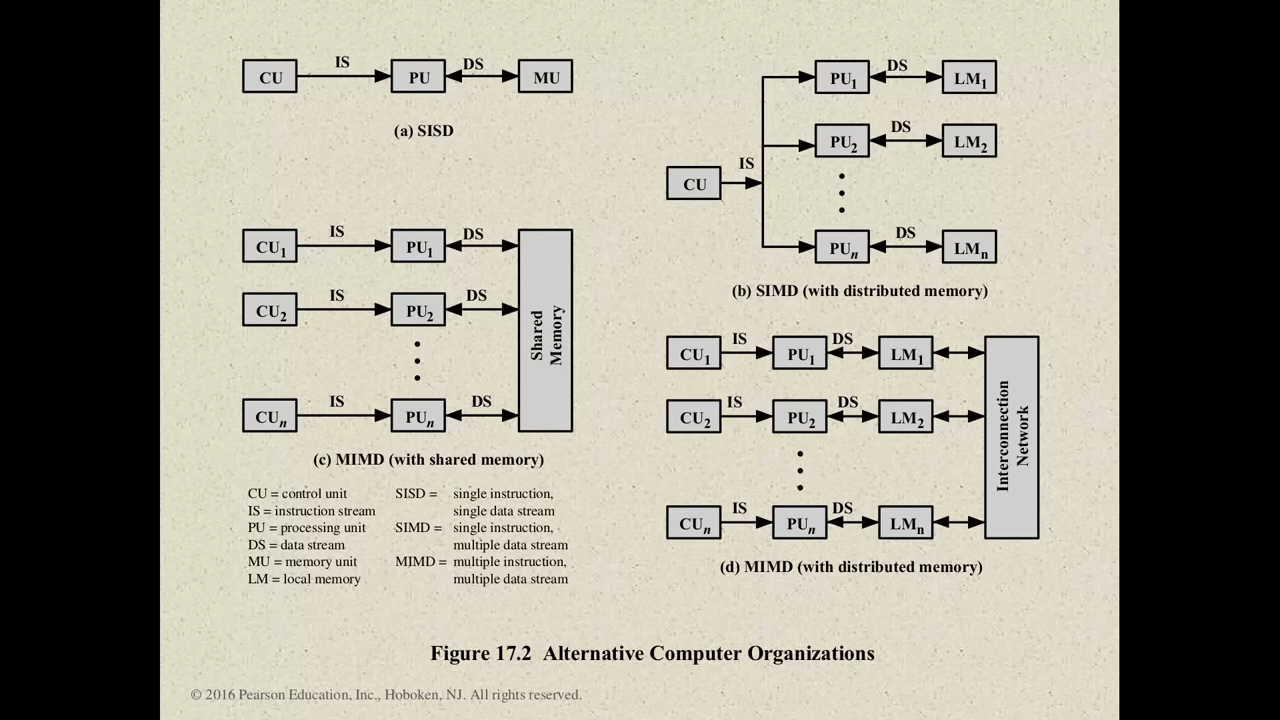 CU IS PU DS MU
(a) SISD
PU1 DS LM1
PU2 DS LM2
CU IS
PUn DS LMn
(b) SIMD (with distributed memory)
CU1 IS PU1 DS
CU2 IS PU2 DS
CUn IS PUn DS
Shared
Memory
(c) MIMD (with shared memory)
CU1 IS PU1 DS LM1
CU2 IS PU2 DS LM2
CUn IS PUn DS LMn
Interconnection
Network
(d) MIMD (with distributed memory)
CU = control unit
IS = instruction stream
PU = processing unit
DS = data stream
MU = memory unit
LM = local memory
SISD = single instruction,
single data stream
SIMD = single instruction,
multiple data stream
MIMD = multiple instruction,
multiple data stream
Figure 17.2 Alternative Computer Organizations
© 2016 Pearson Education, Inc., Hoboken, NJ. All rights reserved.